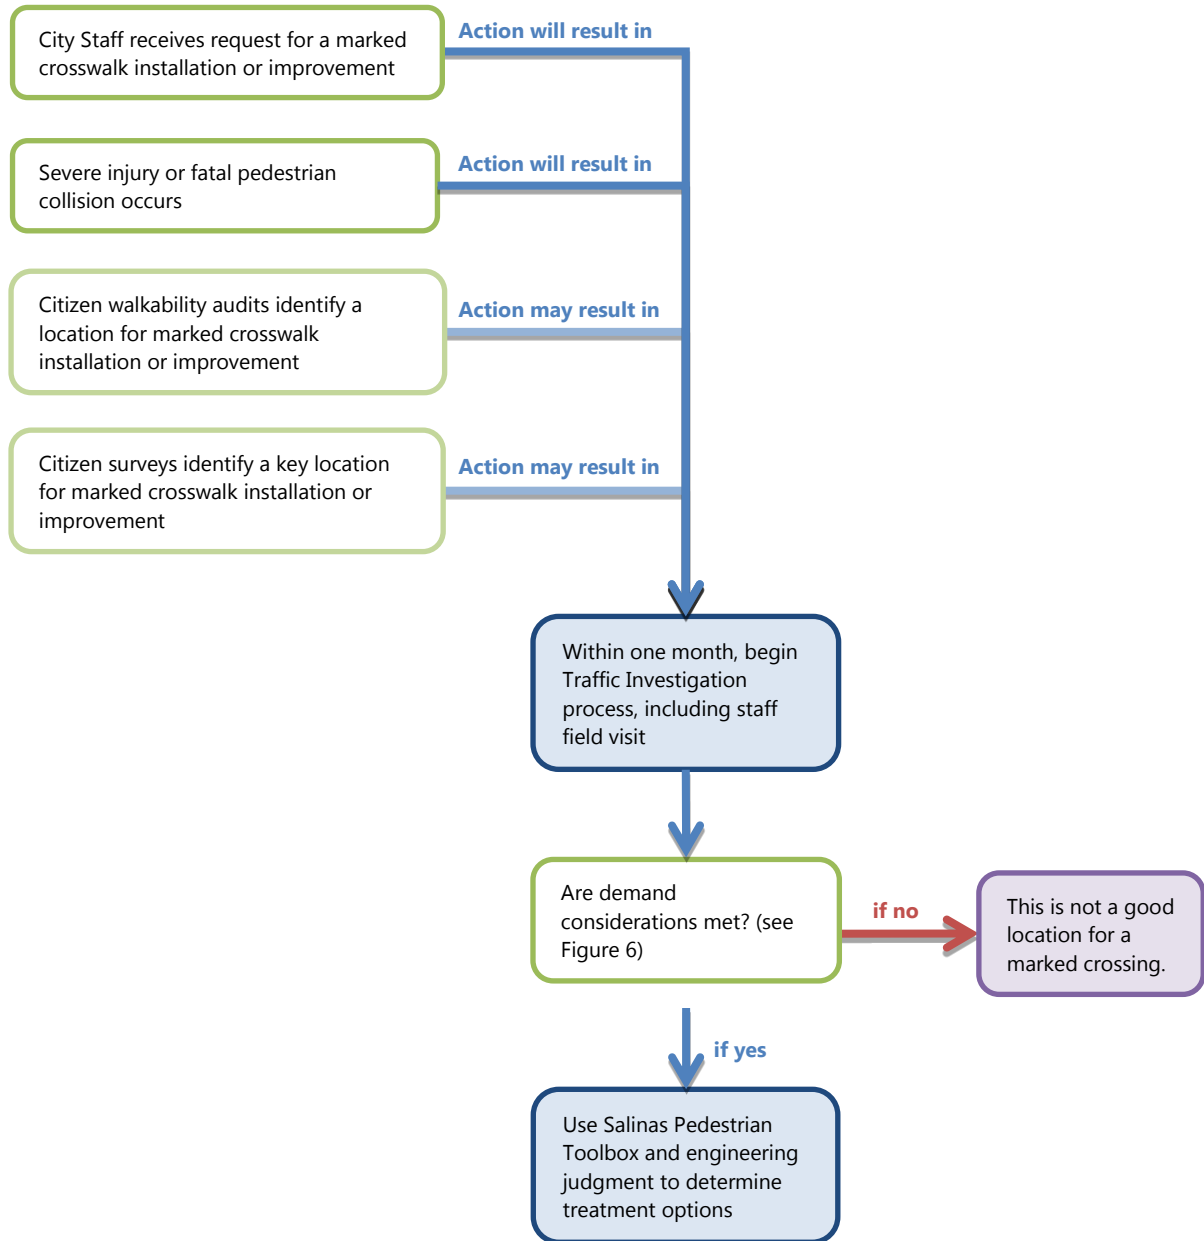 City Staff receives request for a marked
crosswalk installation or improvement
Action will result in
Severe injury or fatal pedestrian
collision occurs
Action will result in
Citizen walkability audits identify a
location for marked crosswalk
installation or improvement
Action may result in
Citizen surveys identify a key location
for marked crosswalk installation or
improvement
Action may result in
Within one month, begin
Traffic Investigation
process, including staff
field visit
Are demand
considerations met? (see
Figure 6)
if no
This is not a good
location for a
marked crossing.
if yes
Use Salinas Pedestrian
Toolbox and engineering
judgment to determine
treatment options